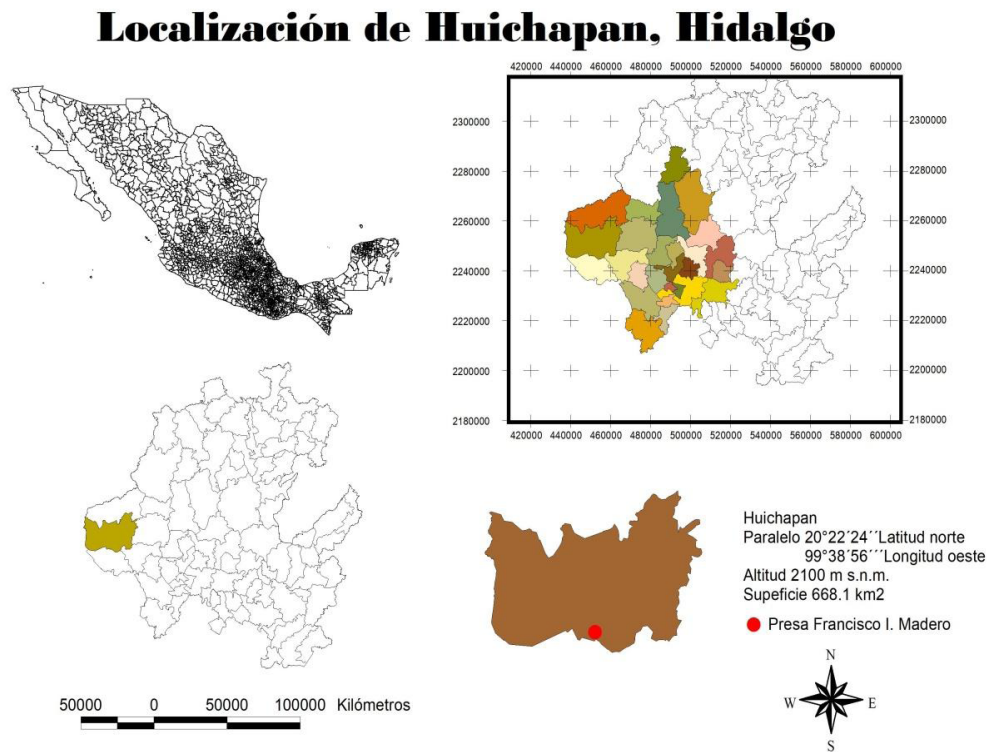 Localización de Huichapan, Hidalgo
420000 440000 460000 480000 500000 520000 540000 560000 580000 600000
2300000 2300000
2280000 2280000
2260000 2260000
2240000 2240000
2220000 2220000
2200000 2200000
2180000 2180000
420000 440000 460000 480000 500000 520000 540000 560000 580000 600000
Huichapan
Paralelo 20°22´24´´Latitud norte
99°38´56´´´Longitud oeste
Altitud 2100 m s.n.m.
Supeficie 668.1 km2
Presa Francisco I. Madero
N
W E
S
50000 0 50000 100000 Kilómetros